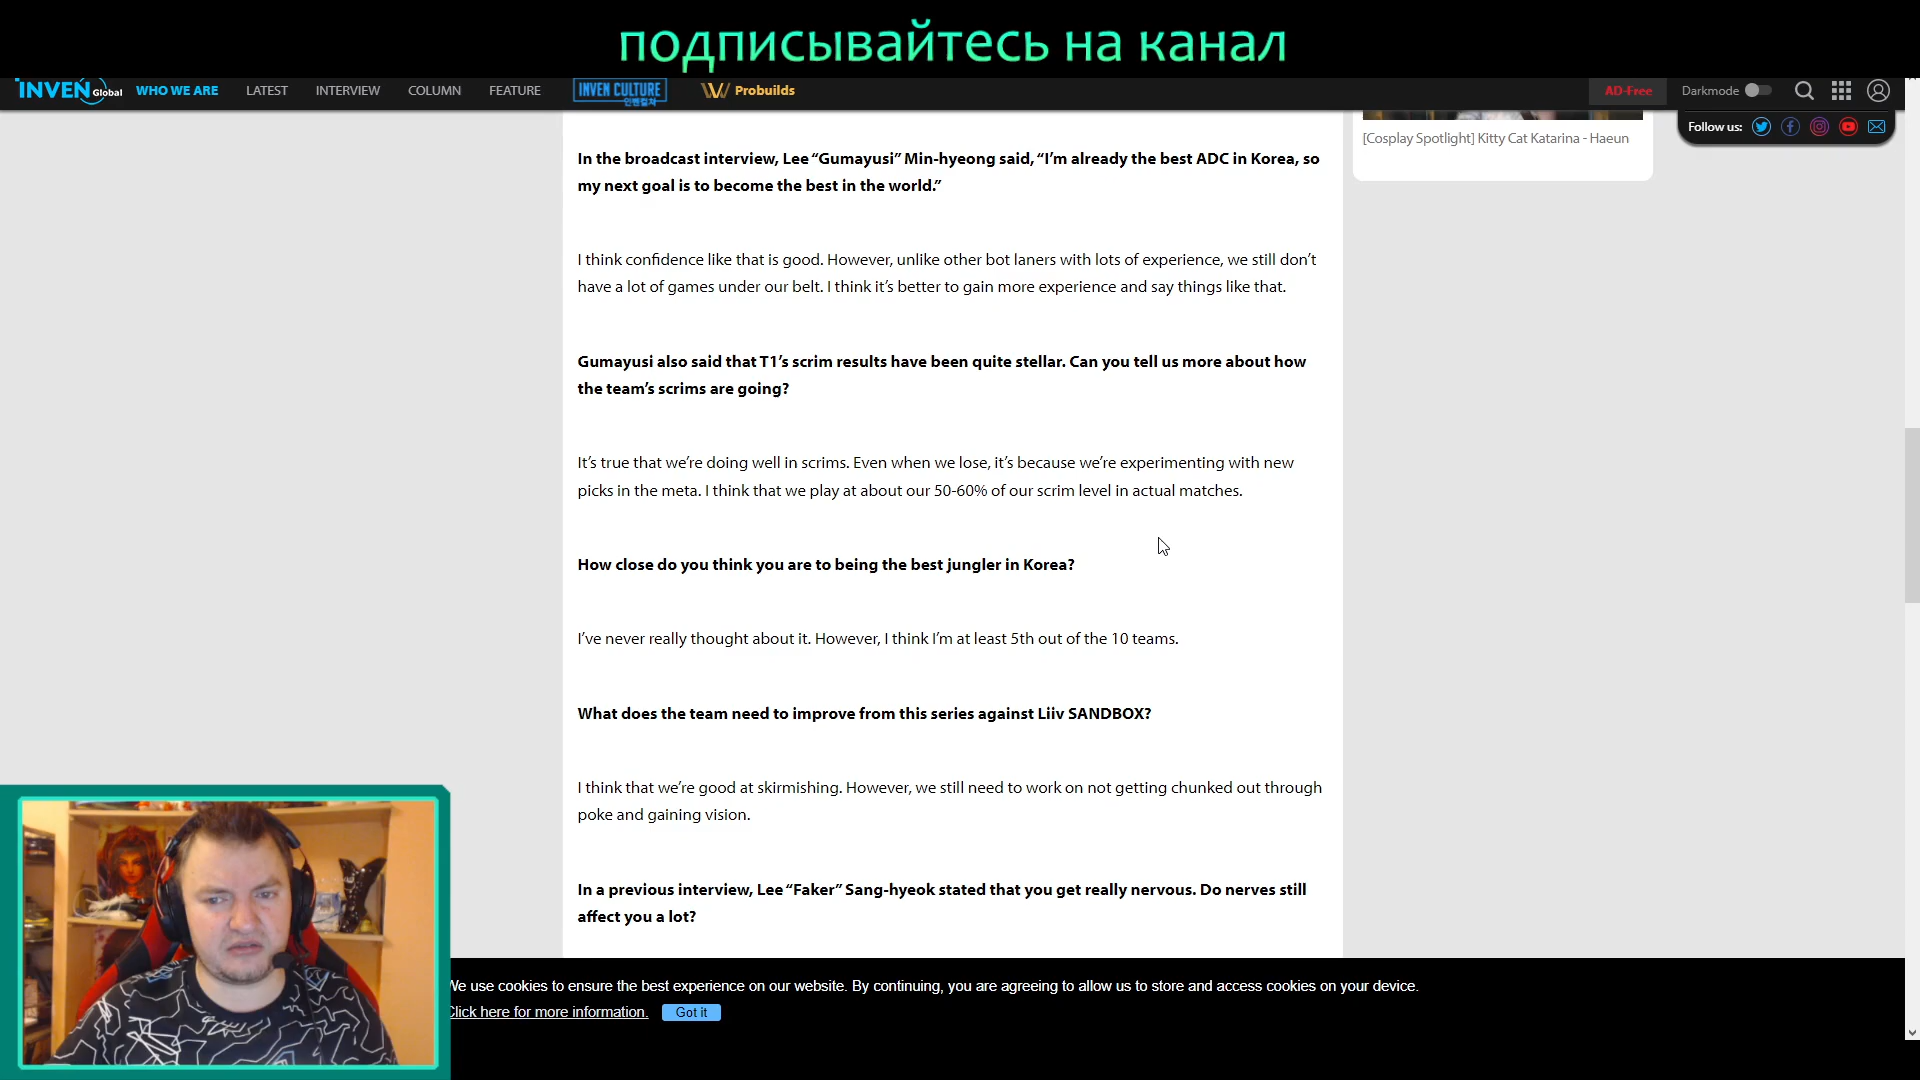 подписывайтесь на канал
INVEN Global WHO WE ARE LATEST INTERVIEW COLUMN FEATURE INVEN CULTURE 인벤컬처 Probuilds AD-Free Darkmode
Follow us:
[Cosplay Spotlight] Kitty Cat Katarina - Haeun
In the broadcast interview, Lee “Gumayusi” Min-hyeong said, “I’m already the best ADC in Korea, so
my next goal is to become the best in the world.”
I think confidence like that is good. However, unlike other bot laners with lots of experience, we still don’t
have a lot of games under our belt. I think it’s better to gain more experience and say things like that.
Gumayusi also said that T1’s scrim results have been quite stellar. Can you tell us more about how
the team’s scrims are going?
It’s true that we’re doing well in scrims. Even when we lose, it’s because we’re experimenting with new
picks in the meta. I think that we play at about our 50-60% of our scrim level in actual matches.
How close do you think you are to being the best jungler in Korea?
I’ve never really thought about it. However, I think I’m at least 5th out of the 10 teams.
What does the team need to improve from this series against Liiv SANDBOX?
I think that we’re good at skirmishing. However, we still need to work on not getting chunked out through
poke and gaining vision.
In a previous interview, Lee “Faker” Sang-hyeok stated that you get really nervous. Do nerves still
affect you a lot?
We use cookies to ensure the best experience on our website. By continuing, you are agreeing to allow us to store and access cookies on your device.
Click here for more information. Got it